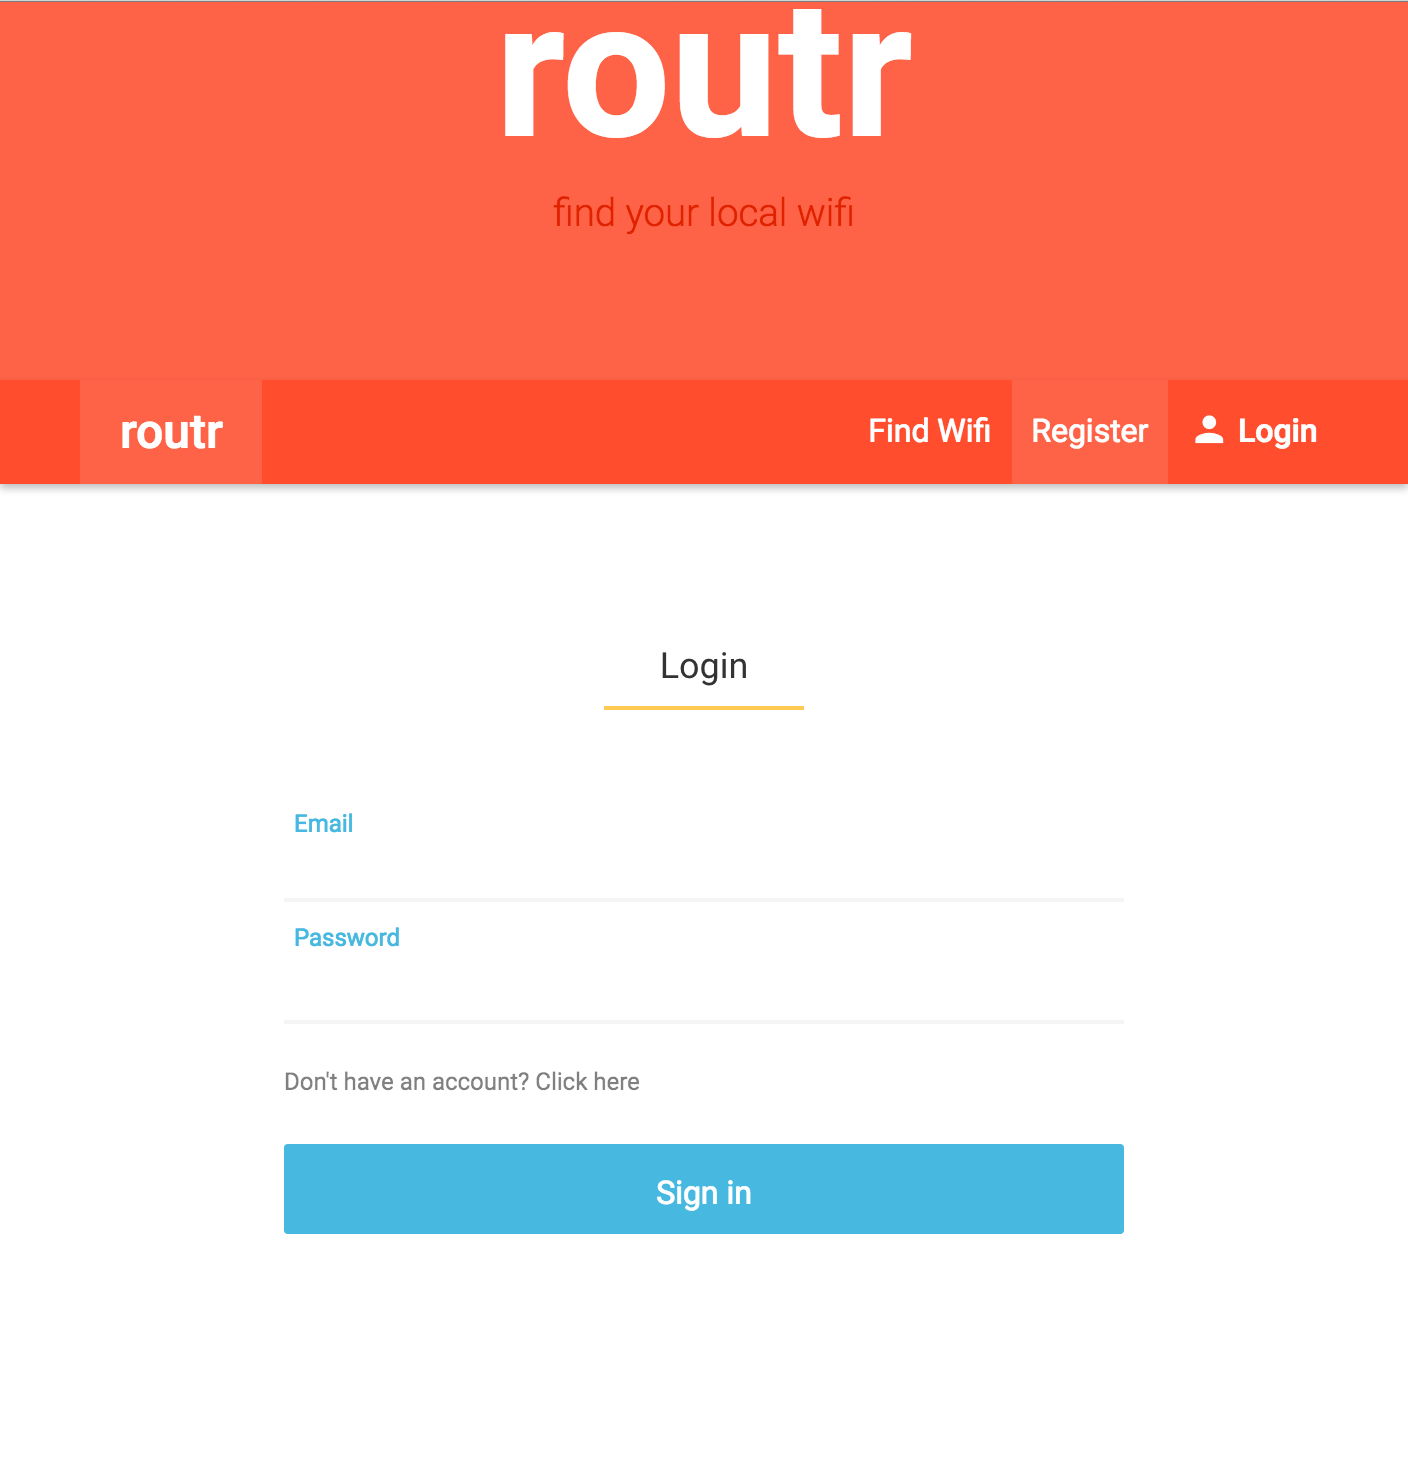 routr
find your local wifi
routr Find Wifi Register Login
Login
Email
Password
Don't have an account? Click here
Sign in